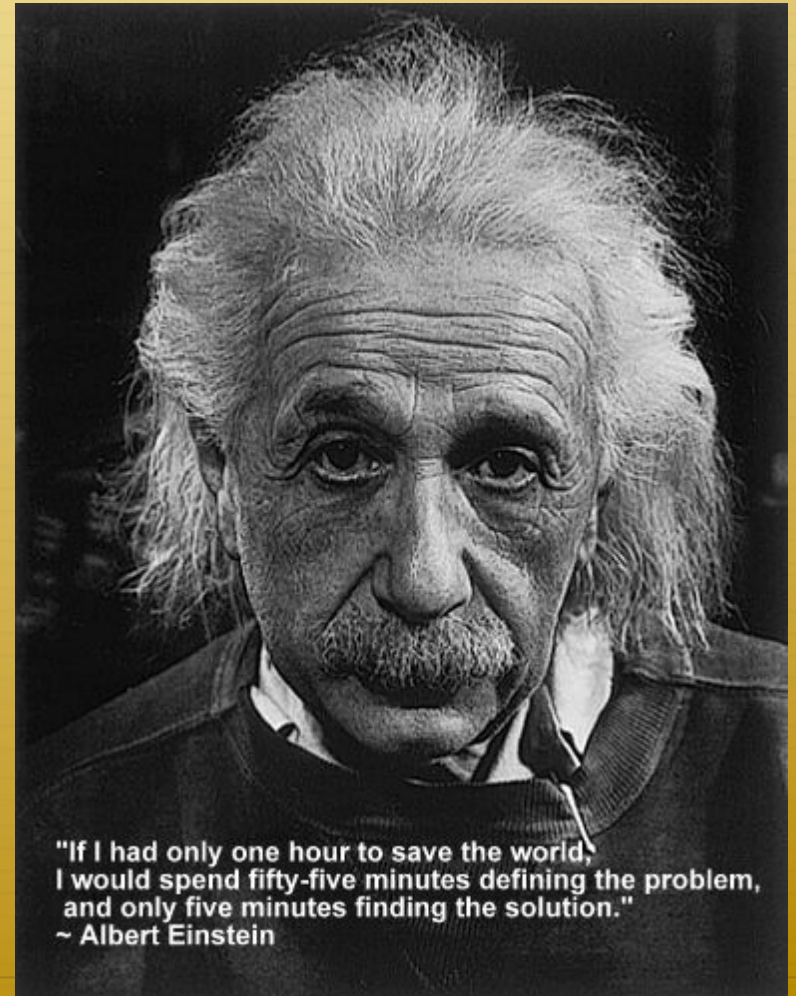 "If I had only one hour to save the world,
I would spend fifty-five minutes defining the problem,
and only five minutes finding the solution."
~ Albert Einstein